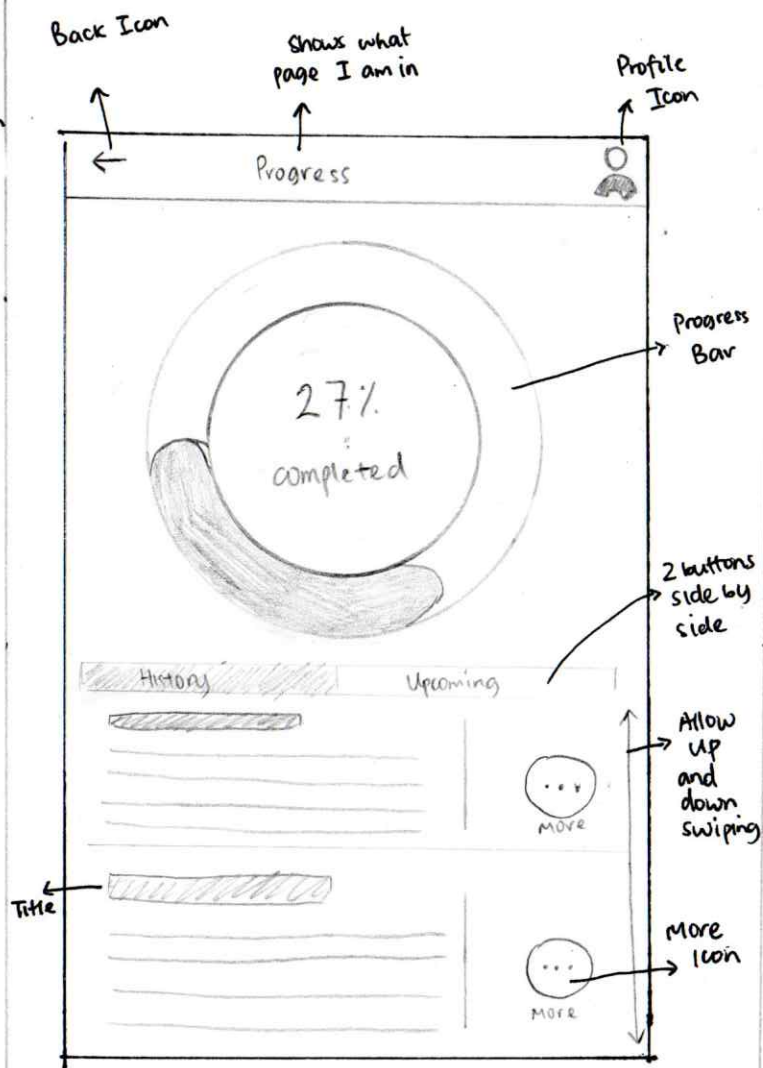 Back Icon
shows what
page I am in
Profile
Icon
Progress
27%
completed
Progress
Bar
2 buttons
side by
side
History
Upcoming
Allow
up
and
down
swiping
...
More
Title
More
Icon
...
More